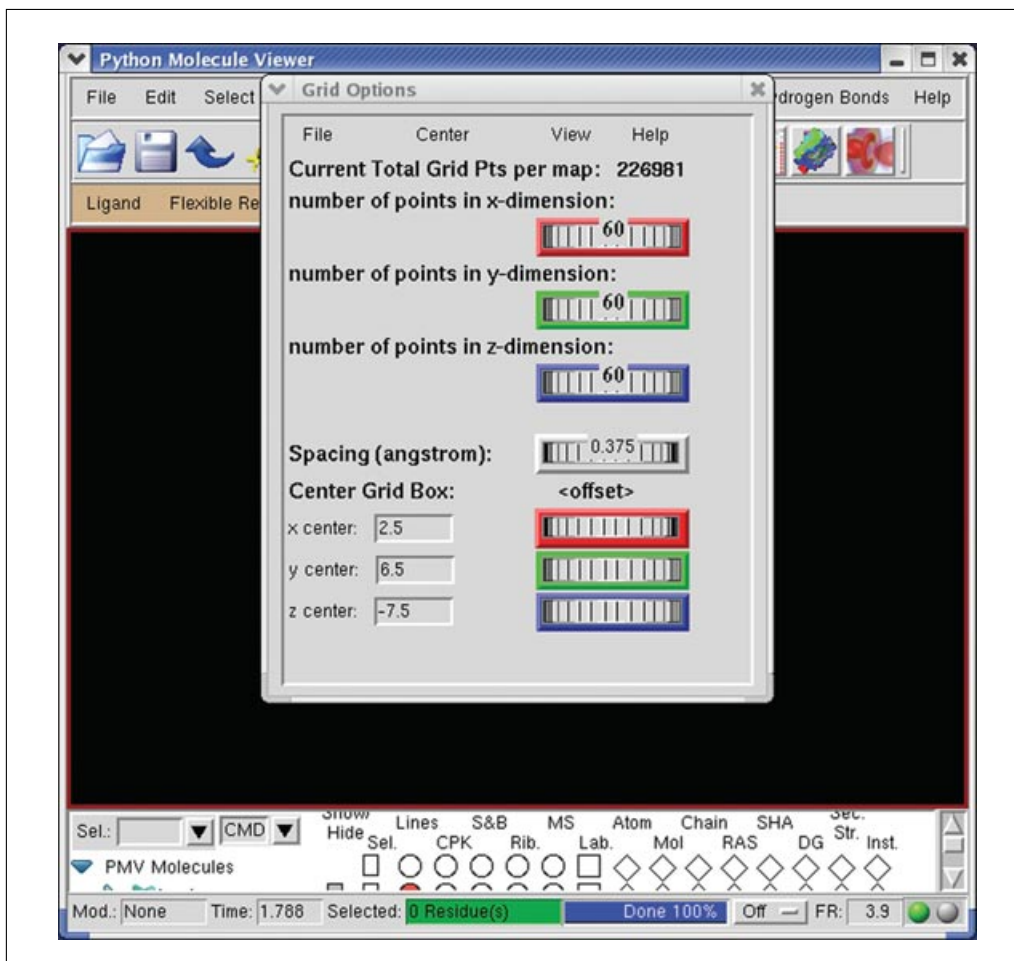 Python Molecule Viewer
Grid Options
File Edit Select
drogen Bonds Help
File Center View Help
Current Total Grid Pts per map: 226981
Ligand Flexible Re
number of points in x-dimension:
60
number of points in y-dimension:
60
number of points in z-dimension:
60
Spacing (angstrom): 0.375
Center Grid Box: <offset>
x center: 2.5
y center: 6.5
z center: -7.5
Sel.: CMD
Show/ Hide Sel. Lines CPK S&B Rib. MS Lab. Atom Mol Chain RAS SHA DG Sec. Str. Inst.
PMV Molecules
Mod.: None Time: 1.788 Selected: 0 Residue(s) Done 100% Off FR: 3.9